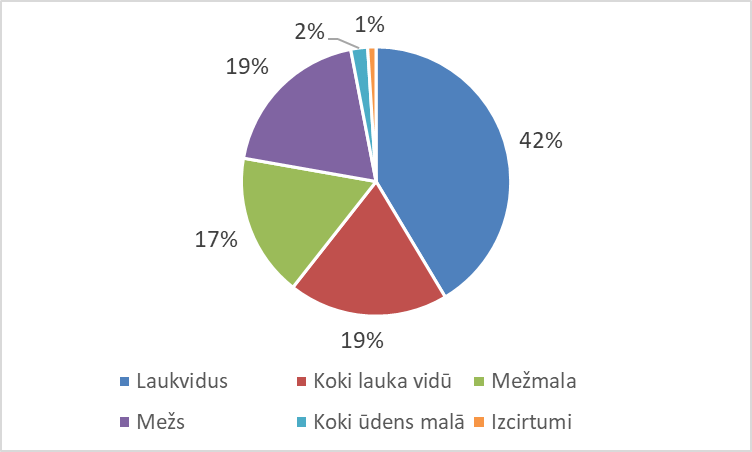 2%
1%
19%
42%
17%
19%
Laukvidus
Koki lauka vidū
Mežmala
Mežs
Koki ūdens malā
Izcirtumi